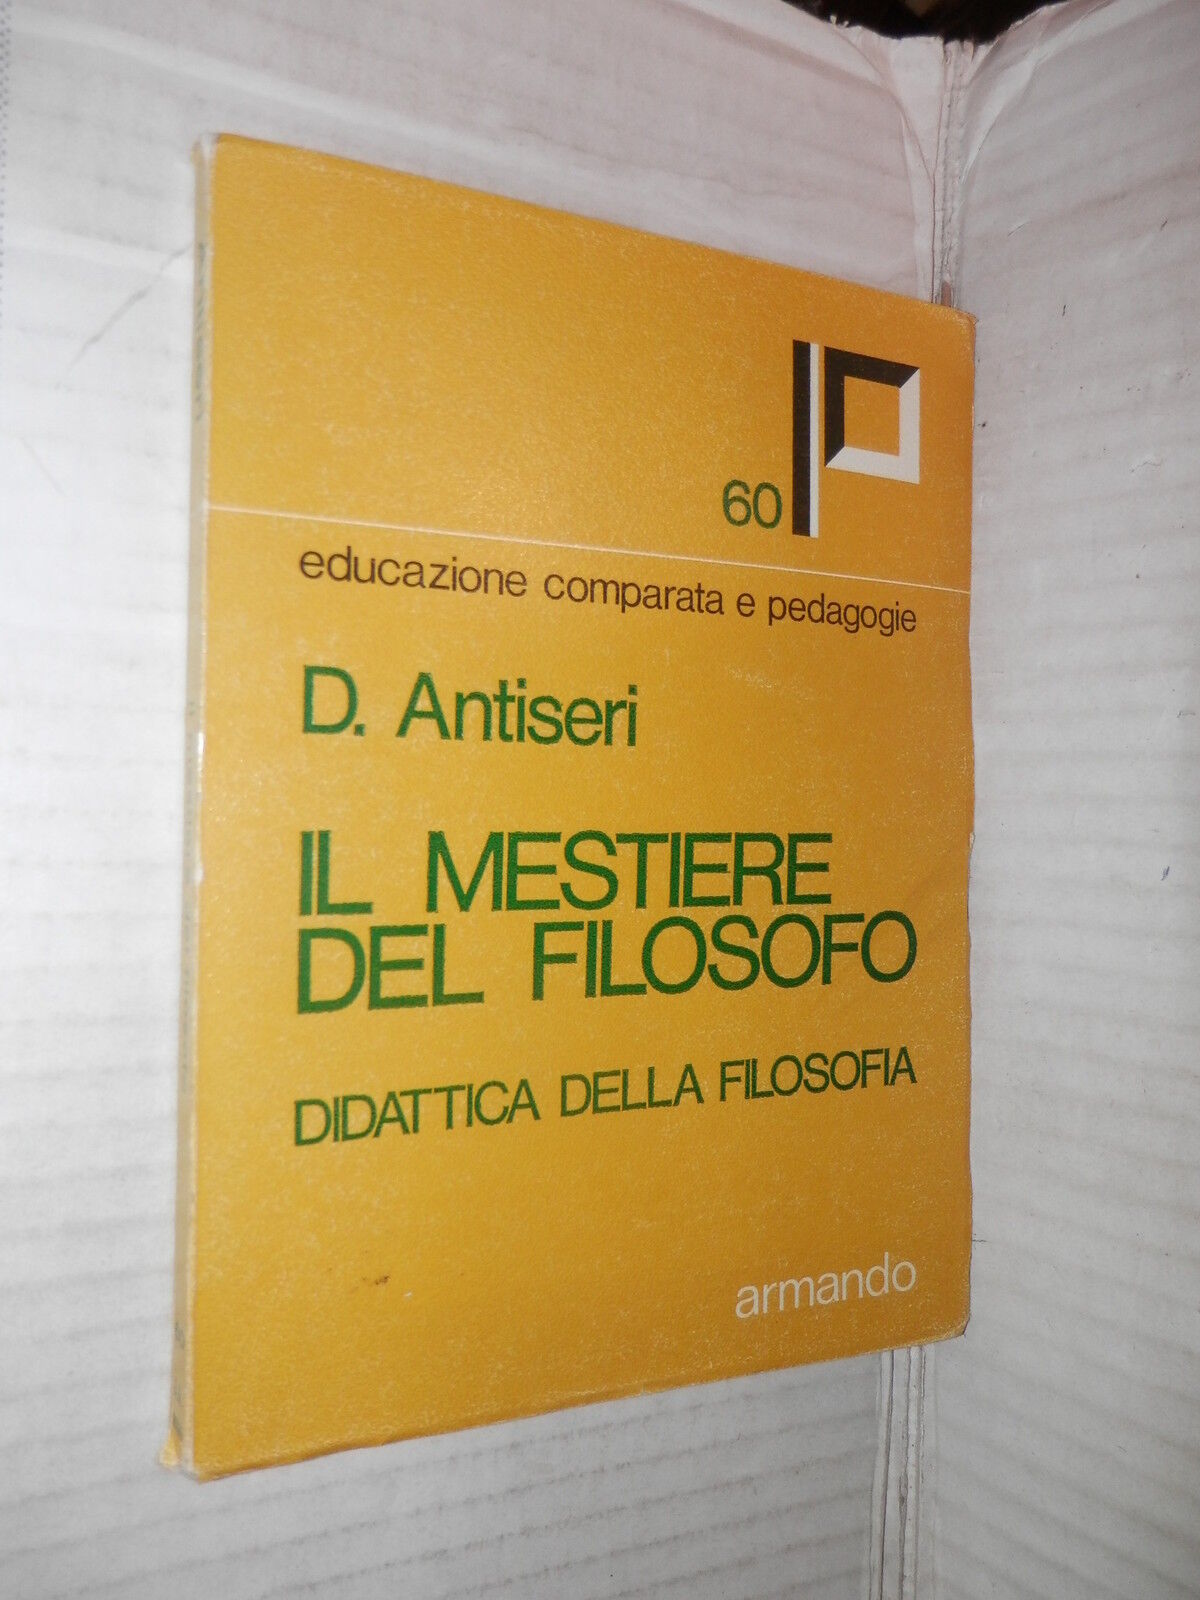 60
educazione comparata e pedagogie
D. Antiseri
IL MESTIERE
DEL FILOSOFO
DIDATTICA DELLA FILOSOFIA
armando